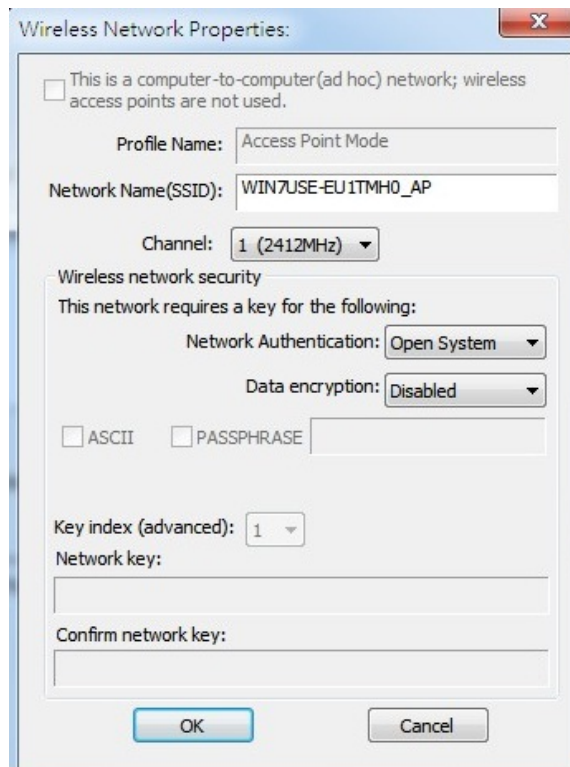 Wireless Network Properties:
This is a computer-to-computer(ad hoc) network; wireless
access points are not used.
Profile Name: Access Point Mode
Network Name(SSID): WIN7USE-EU1TMH0_AP
Channel: 1 (2412MHz)
Wireless network security
This network requires a key for the following:
Network Authentication: Open System
Data encryption: Disabled
ASCII PASSPHRASE
Key index (advanced): 1
Network key:
Confirm network key:
OK Cancel